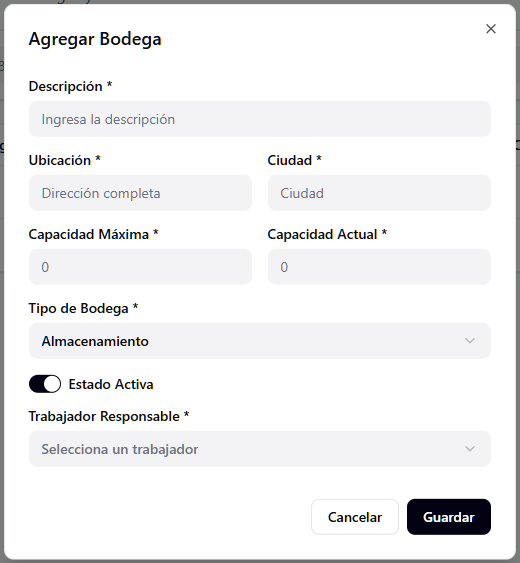 Agregar Bodega
Descripción *
Ingresa la descripción
Ubicación * Ciudad *
Dirección completa Ciudad
Capacidad Máxima * Capacidad Actual *
0 0
Tipo de Bodega *
Almacenamiento
Estado Activa
Trabajador Responsable *
Selecciona un trabajador
Cancelar Guardar